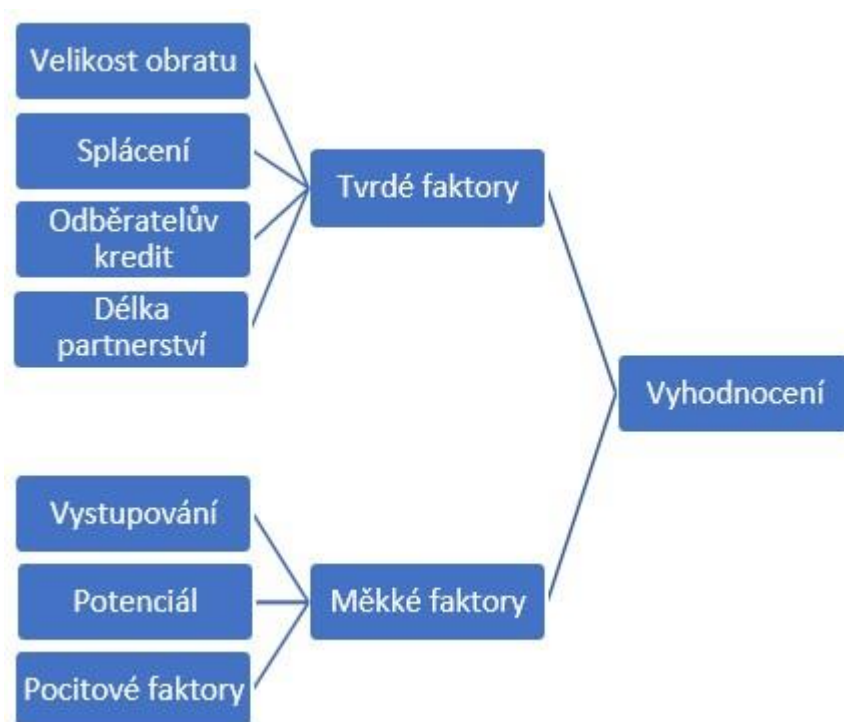 Velikost obratu
Splácení
Odběratelův
kredit
Délka
partnerství
Tvrdé faktory
Vyhodnocení
Vystupování
Potenciál
Pocitové faktory
Měkké faktory